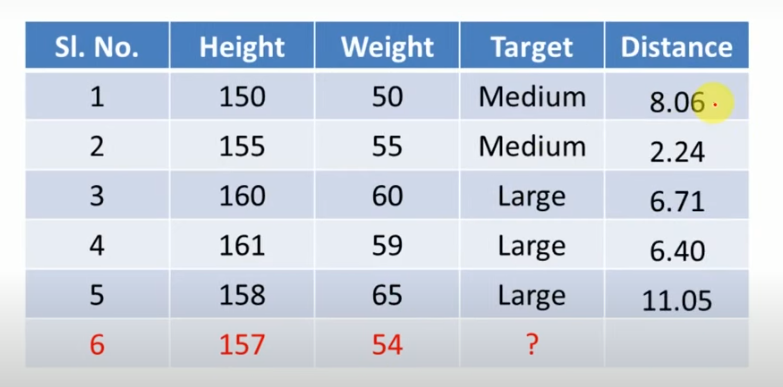 Sl. No. Height Weight Target Distance
1 150 50 Medium 8.06
2 155 55 Medium 2.24
3 160 60 Large 6.71
4 161 59 Large 6.40
5 158 65 Large 11.05
6 157 54 ?